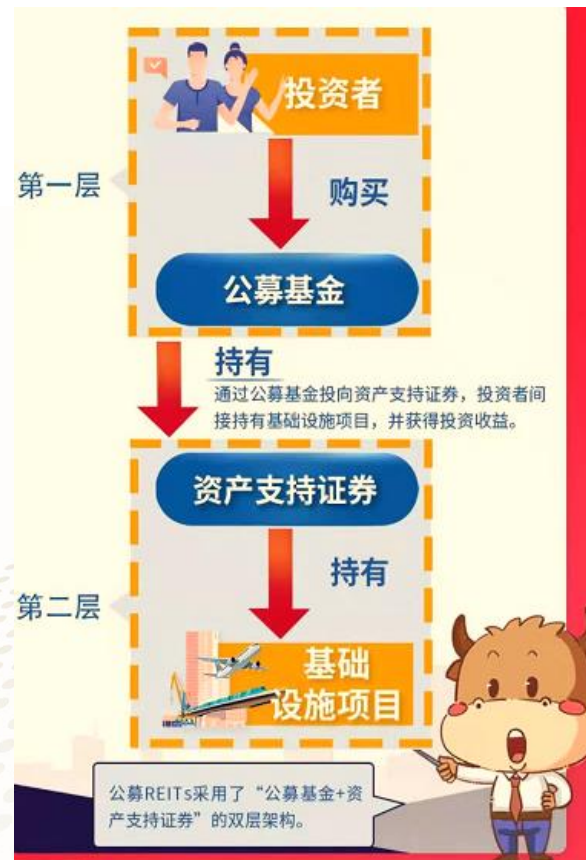 投资者
第一层
购买
公募基金
持有
通过公募基金投向资产支持证券，投资者间
接持有基础设施项目，并获得投资收益。
资产支持证券
持有
第二层
基础
设施项目
公募REITs采用了“公募基金+资
产支持证券”的双层架构。